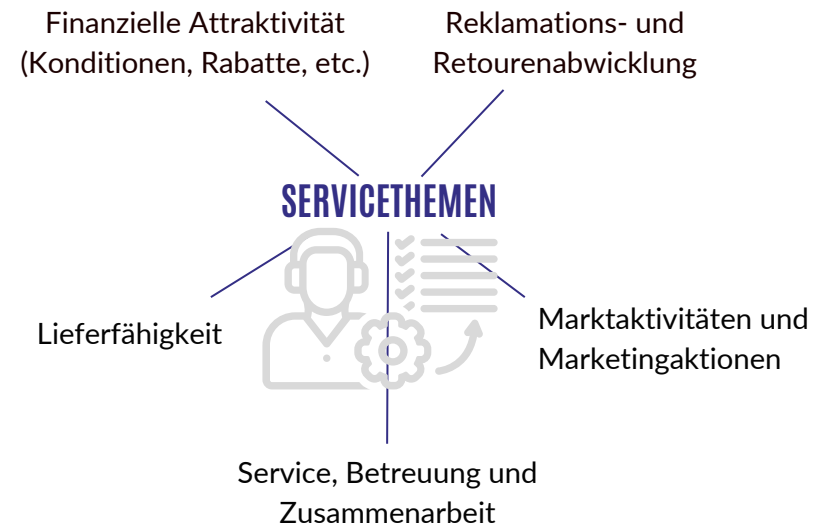 Finanzielle Attraktivität
(Konditionen, Rabatte, etc.)
Reklamations- und
Retourenabwicklung
SERVICETHEMEN
Lieferfähigkeit
Marktaktivitäten und
Marketingaktionen
Service, Betreuung und
Zusammenarbeit